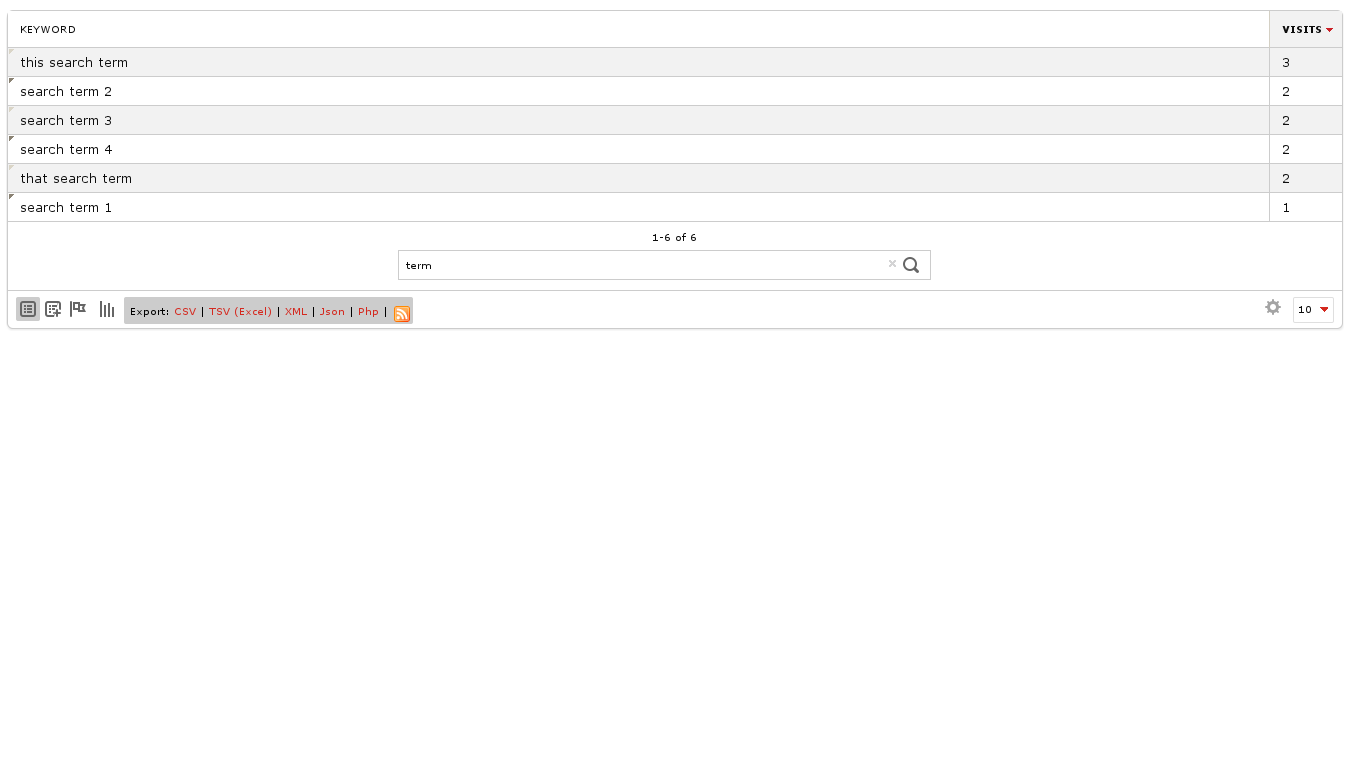 KEYWORD VISITS
this search term 3
search term 2 2
search term 3 2
search term 4 2
that search term 2
search term 1 1
1-6 of 6
term
Export: CSV | TSV (Excel) | XML | Json | Php | 10